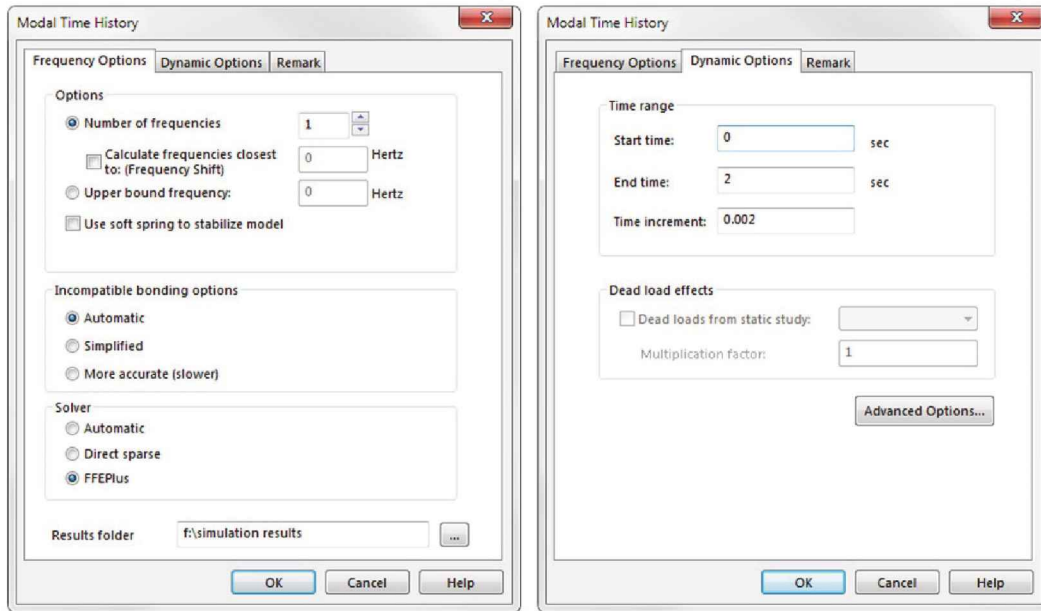 Modal Time History
Frequency Options Dynamic Options Remark
Options
Number of frequencies 1
Calculate frequencies closest
to: (Frequency Shift) 0 Hertz
Upper bound frequency: 0 Hertz
Use soft spring to stabilize model
Incompatible bonding options
Automatic
Simplified
More accurate (slower)
Solver
Automatic
Direct sparse
FFEPlus
Results folder f:\simulation results ...
OK Cancel Help
Modal Time History
Frequency Options Dynamic Options Remark
Time range
Start time: 0 sec
End time: 2 sec
Time increment: 0.002
Dead load effects
Dead loads from static study:
Multiplication factor: 1
Advanced Options...
OK Cancel Help